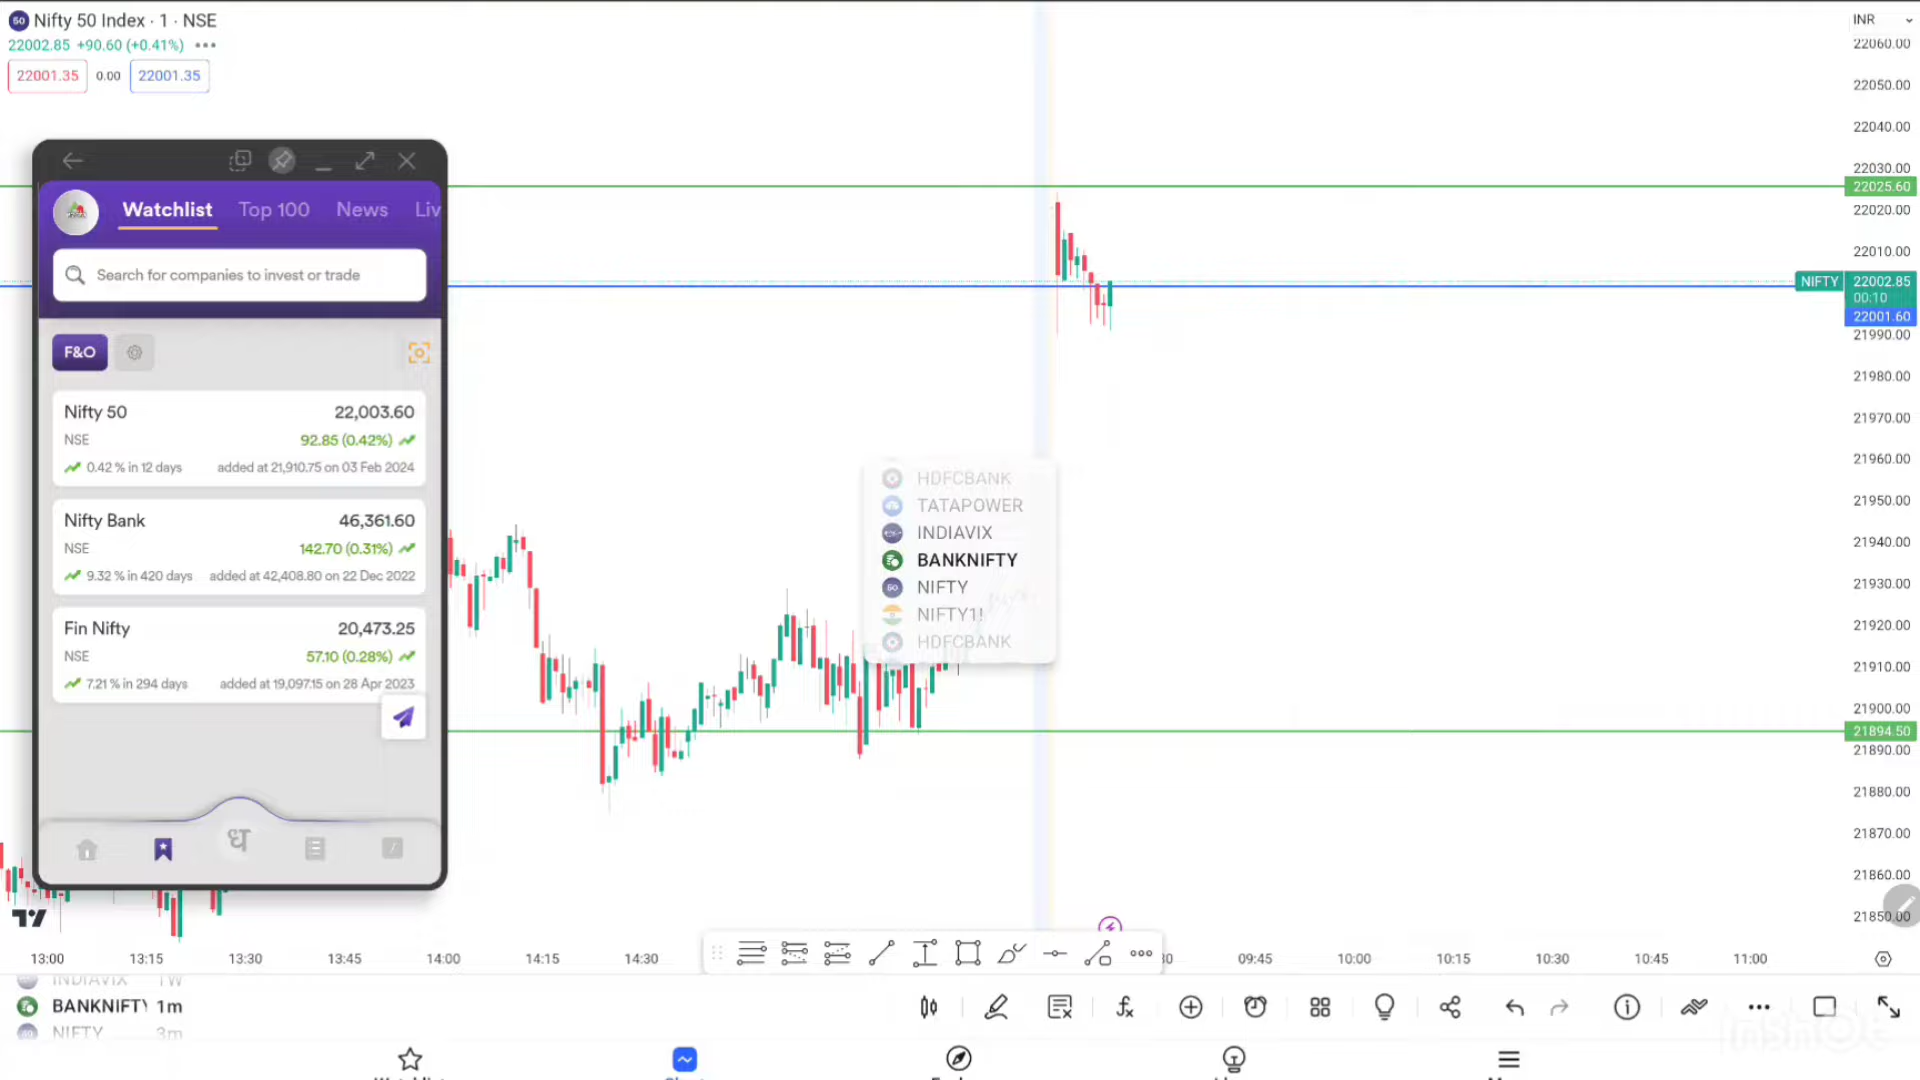 50 Nifty 50 Index · 1 · NSE
22002.85 +90.60 (+0.41%)
22001.35 0.00 22001.35
Watchlist Top 100 News Liv
Search for companies to invest or trade
F&O
Nifty 50 22,003.60
NSE 92.85 (0.42%)
0.42 % in 12 days added at 21,910.75 on 03 Feb 2024
Nifty Bank 46,361.60
NSE 142.70 (0.31%)
9.32 % in 420 days added at 42,408.80 on 22 Dec 2022
Fin Nifty 20,473.25
NSE 57.10 (0.28%)
7.21 % in 294 days added at 19,097.15 on 28 Apr 2023
ध
HDFCBANK
TATAPOWER
INDIAVIX
BANKNIFTY
50 NIFTY
NIFTY1!
HDFCBANK
INR
22060.00
22050.00
22040.00
22030.00
22025.60
22020.00
22010.00
NIFTY 22002.85
00:10
22001.60
21990.00
21980.00
21970.00
21960.00
21950.00
21940.00
21930.00
21920.00
21910.00
21900.00
21894.50
21890.00
21880.00
21870.00
21860.00
21850.00
13:00 13:15 13:30 13:45 14:00 14:15 14:30 09:45 10:00 10:15 10:30 10:45 11:00
INDIAVIX 1W
BANKNIFTY 1m
NIFTY 3m